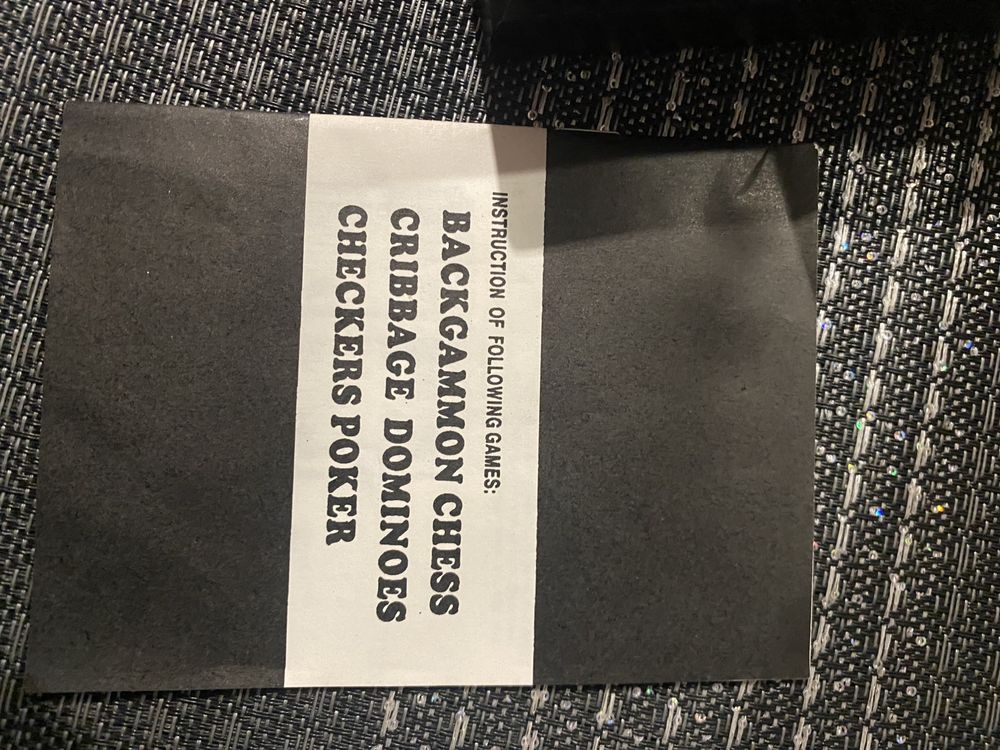 INSTRUCTION OF FOLLOWING GAMES:
BACKGAMMON CHESS
CRIBBAGE DOMINOES
CHECKERS POKER